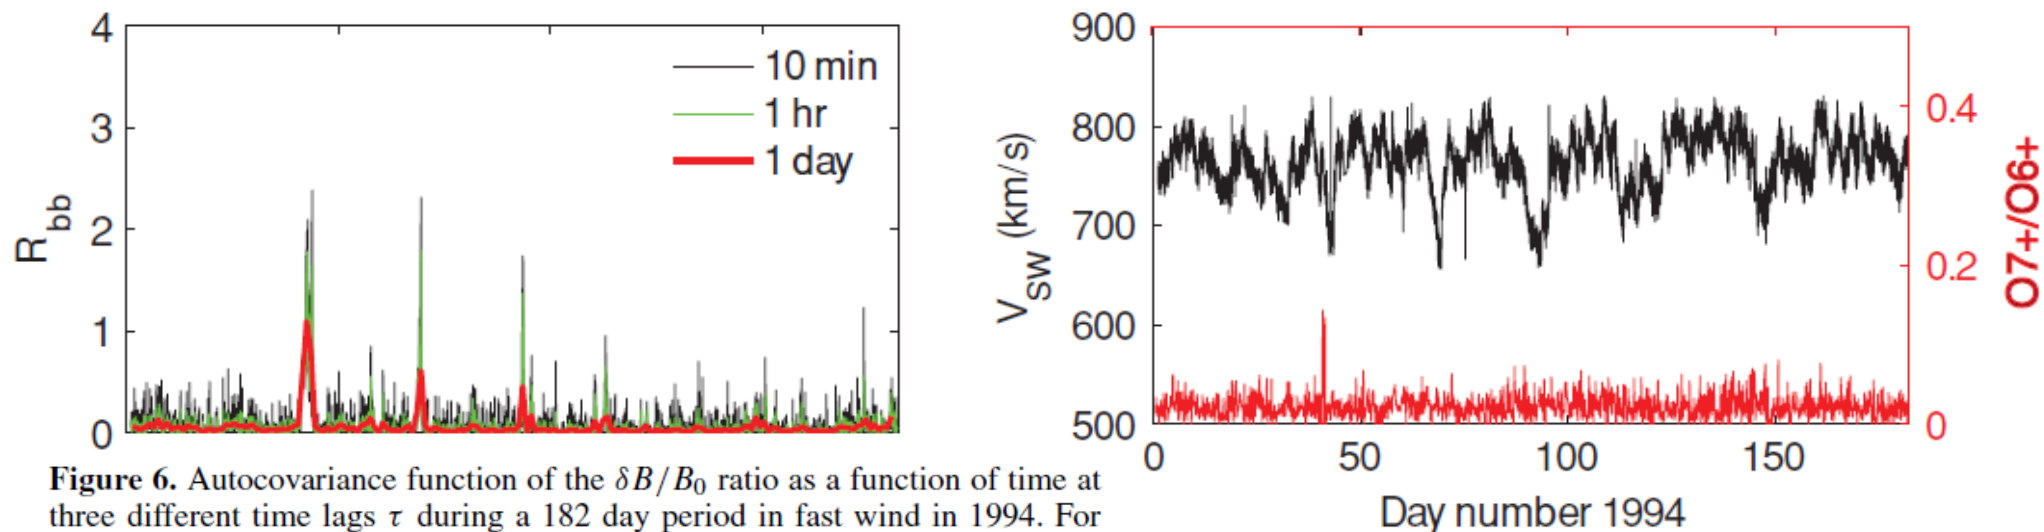 4
3
2
1
0
R bb
10 min
1 hr
1 day
Figure 6. Autocovariance function of the δB/B0 ratio as a function of time at
three different time lags τ during a 182 day period in fast wind in 1994. For
900
800
700
600
500
VSW (km/s)
0.4
0.2
0
O7+/O6+
0
50
100
150
Day number 1994